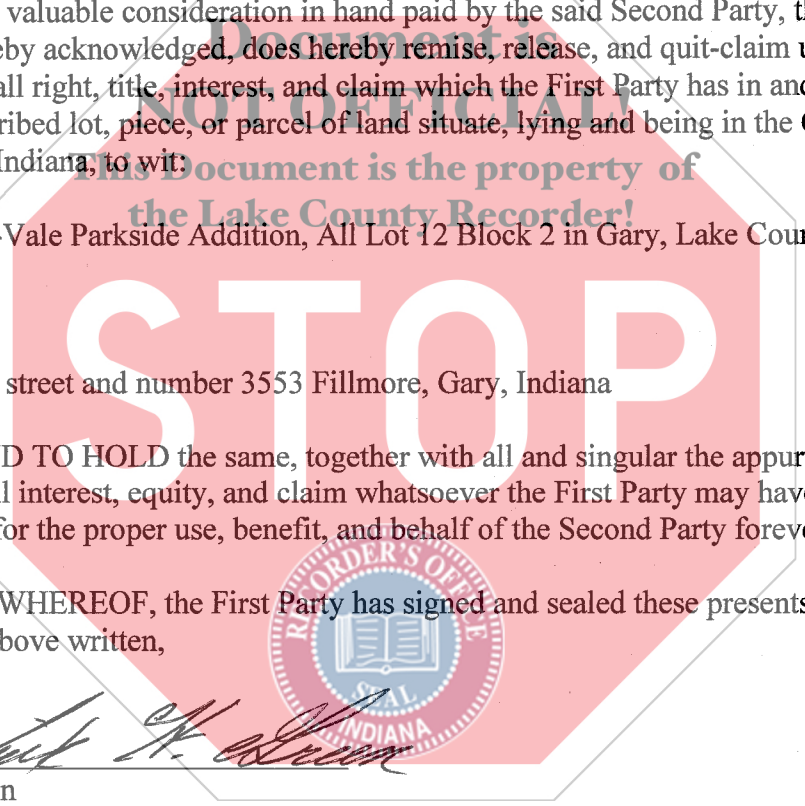 valuable consideration in hand paid by the said Second Party, t
Document is
eby acknowledged, does hereby remise, release, and quit-claim u
all right, title, interest, and claim which the First Party has in and
NOT OFFICIAL!
ribed lot, piece, or parcel of land situate, lying and being in the C
Indiana, to wit:
This Document is the property of
the Lake County Recorder!
-Vale Parkside Addition, All Lot 12 Block 2 in Gary, Lake Coun
STOP
street and number 3553 Fillmore, Gary, Indiana
D TO HOLD the same, together with all and singular the appur
l interest, equity, and claim whatsoever the First Party may have
for the proper use, benefit, and behalf of the Second Party foreve
RECORDER'S OFFICE
WHEREOF, the First Party has signed and sealed these presents
bove written,
SEAL
INDIANA
H. Green
n